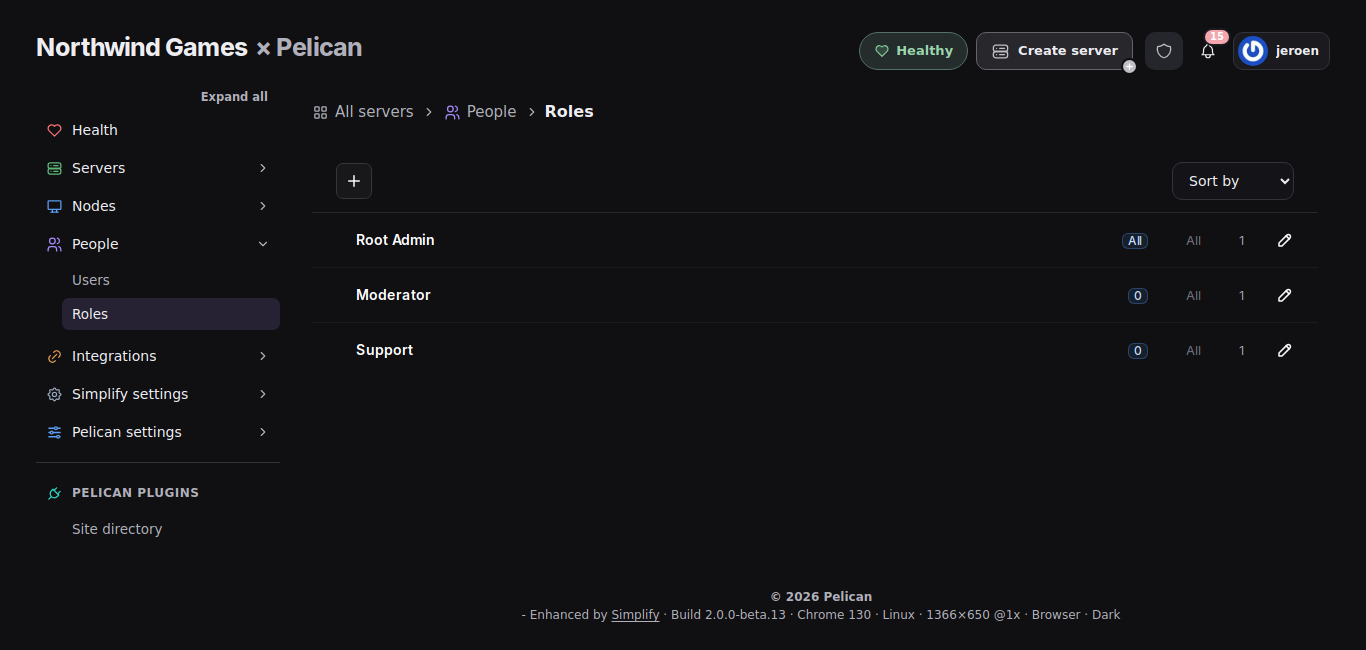 Northwind Games × Pelican
Healthy
Create server
15
jeroen
Expand all
Health
Servers
Nodes
People
Users
Roles
Integrations
Simplify settings
Pelican settings
PELICAN PLUGINS
Site directory
All servers > People > Roles
Sort by
Root Admin All All 1
Moderator 0 All 1
Support 0 All 1
© 2026 Pelican
- Enhanced by Simplify · Build 2.0.0-beta.13 · Chrome 130 · Linux · 1366×650 @1x · Browser · Dark